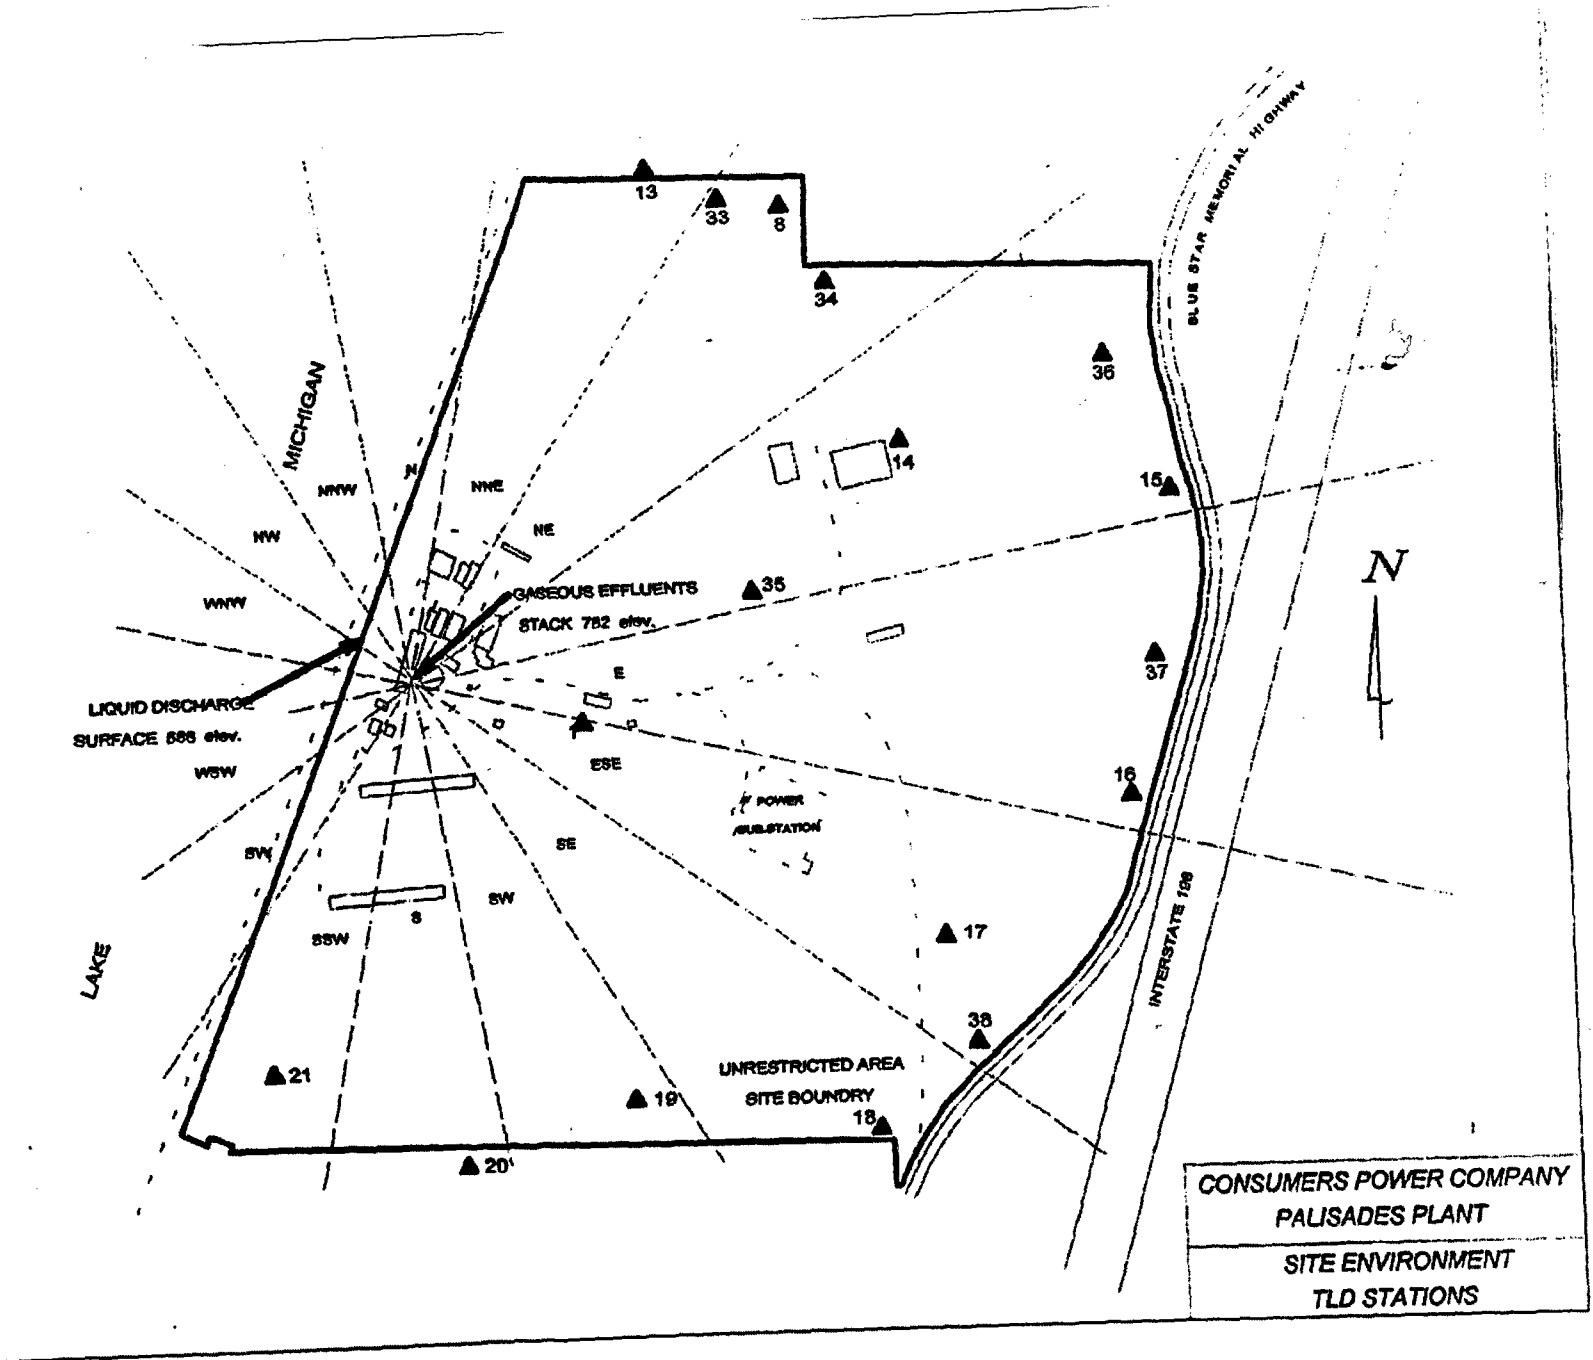 BLUE STAR MEMORIAL HIGHWAY
13
33
8
34
36
MICHIGAN
14
15
N
NNW
NNE
NW
NE
N
WNW
GASEOUS EFFLUENTS
35
STACK 782 elev.
37
E
LIQUID DISCHARGE
SURFACE 588 elev.
WSW
ESE
16
POWER
SUB-STATION
SW
SE
SW
S
SSW
17
INTERSTATE 196
LAKE
38
UNRESTRICTED AREA
SITE BOUNDRY
21
19
18
20
CONSUMERS POWER COMPANY
PALISADES PLANT
SITE ENVIRONMENT
TLD STATIONS